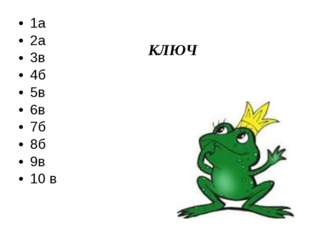 • 1а
• 2а
• 3в
• 4б
• 5в
• 6в
• 7б
• 8б
• 9в
• 10 в
КЛЮЧ